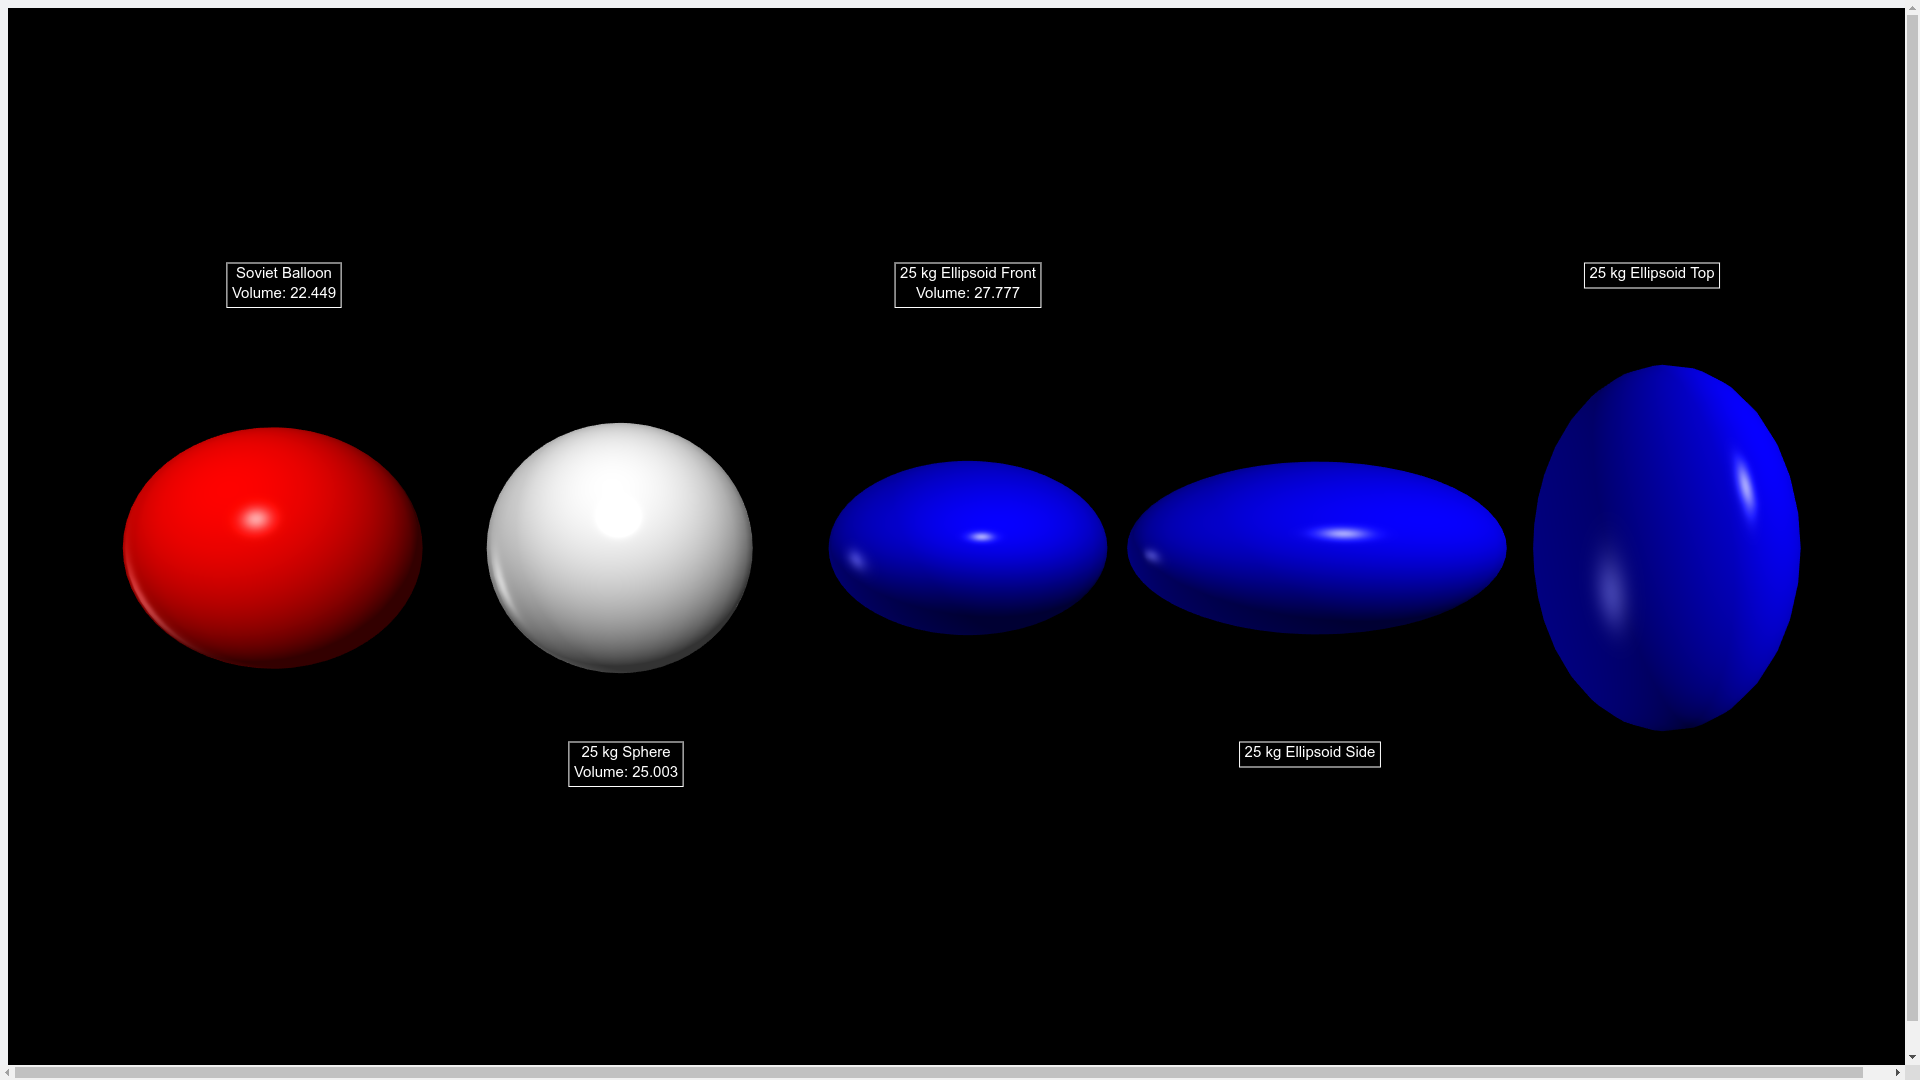 Soviet Balloon
Volume: 22.449
25 kg Sphere
Volume: 25.003
25 kg Ellipsoid Front
Volume: 27.777
25 kg Ellipsoid Side
25 kg Ellipsoid Top